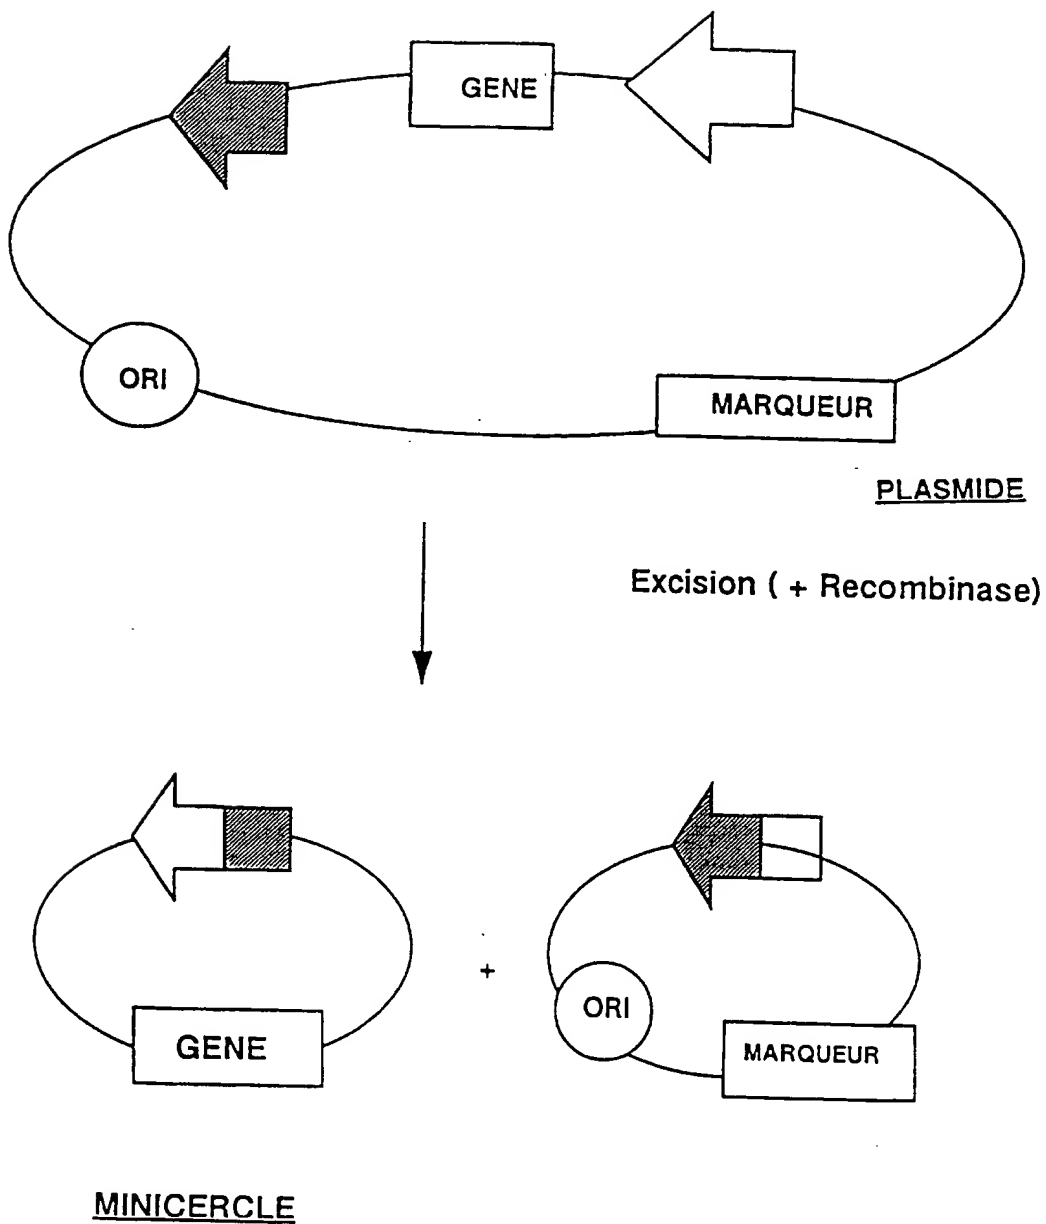 GENE
ORI
MARQUEUR
PLASMIDE
Excision ( + Recombinase)
+
ORI
GENE
MARQUEUR
MINICERCLE